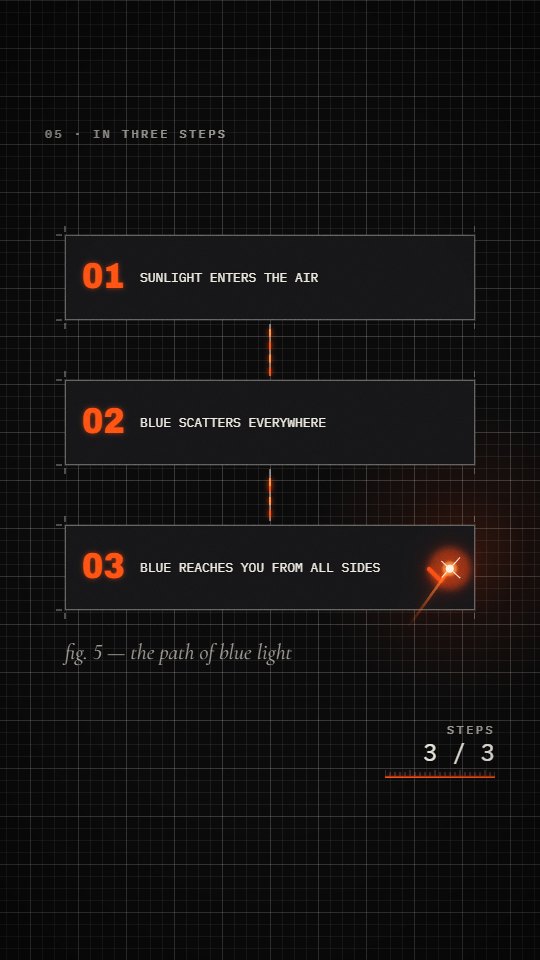 05 · IN THREE STEPS
01 SUNLIGHT ENTERS THE AIR
02 BLUE SCATTERS EVERYWHERE
03 BLUE REACHES YOU FROM ALL SIDES
fig. 5 — the path of blue light
STEPS
3 / 3